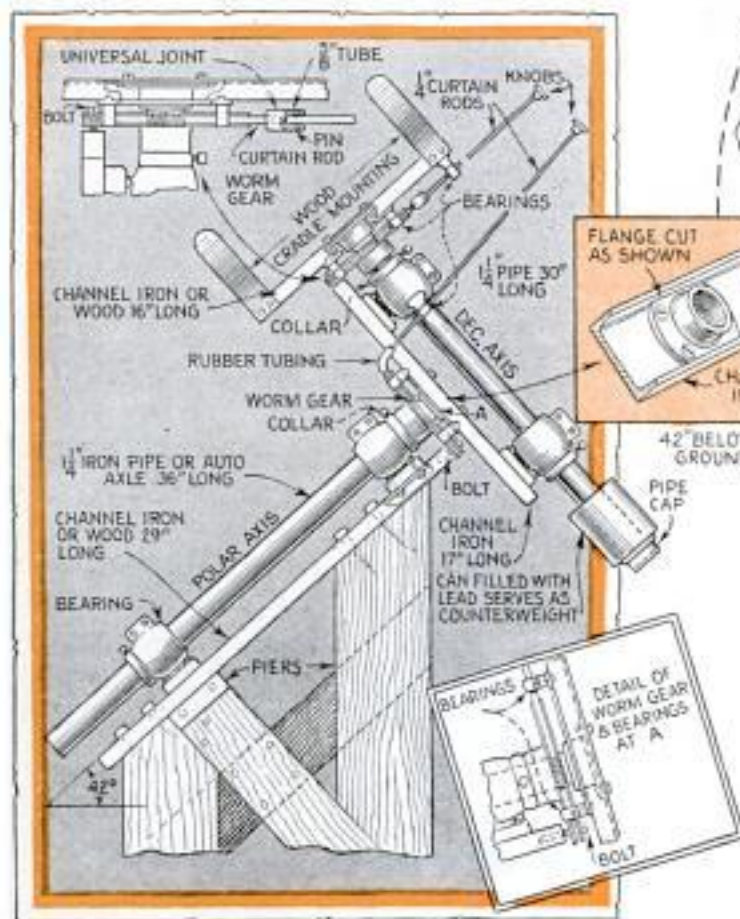 UNIVERSAL JOINT
3/8" TUBE
BOLT
PIN
CURTAIN ROD
WORM
GEAR
1/4" CURTAIN
RODS
KNOBS
WOOD
CRADLE MOUNTING
BEARINGS
CHANNEL IRON OR
WOOD 16" LONG
COLLAR
1 1/4" PIPE 30"
LONG
DEC. AXIS
FLANGE CUT
AS SHOWN
RUBBER TUBING
WORM GEAR
COLLAR
A
1 1/4" IRON PIPE OR AUTO
AXLE 36" LONG
BOLT
42" BELO
GROUN
PIPE
CAP
CHANNEL IRON
OR WOOD 29"
LONG
POLAR AXIS
CHANNEL
IRON
17" LONG
CAN FILLED WITH
LEAD SERVES AS
COUNTERWEIGHT
BEARING
PIERS
42°
BEARINGS
DETAIL OF
WORM GEAR
& BEARINGS
AT A
BOLT